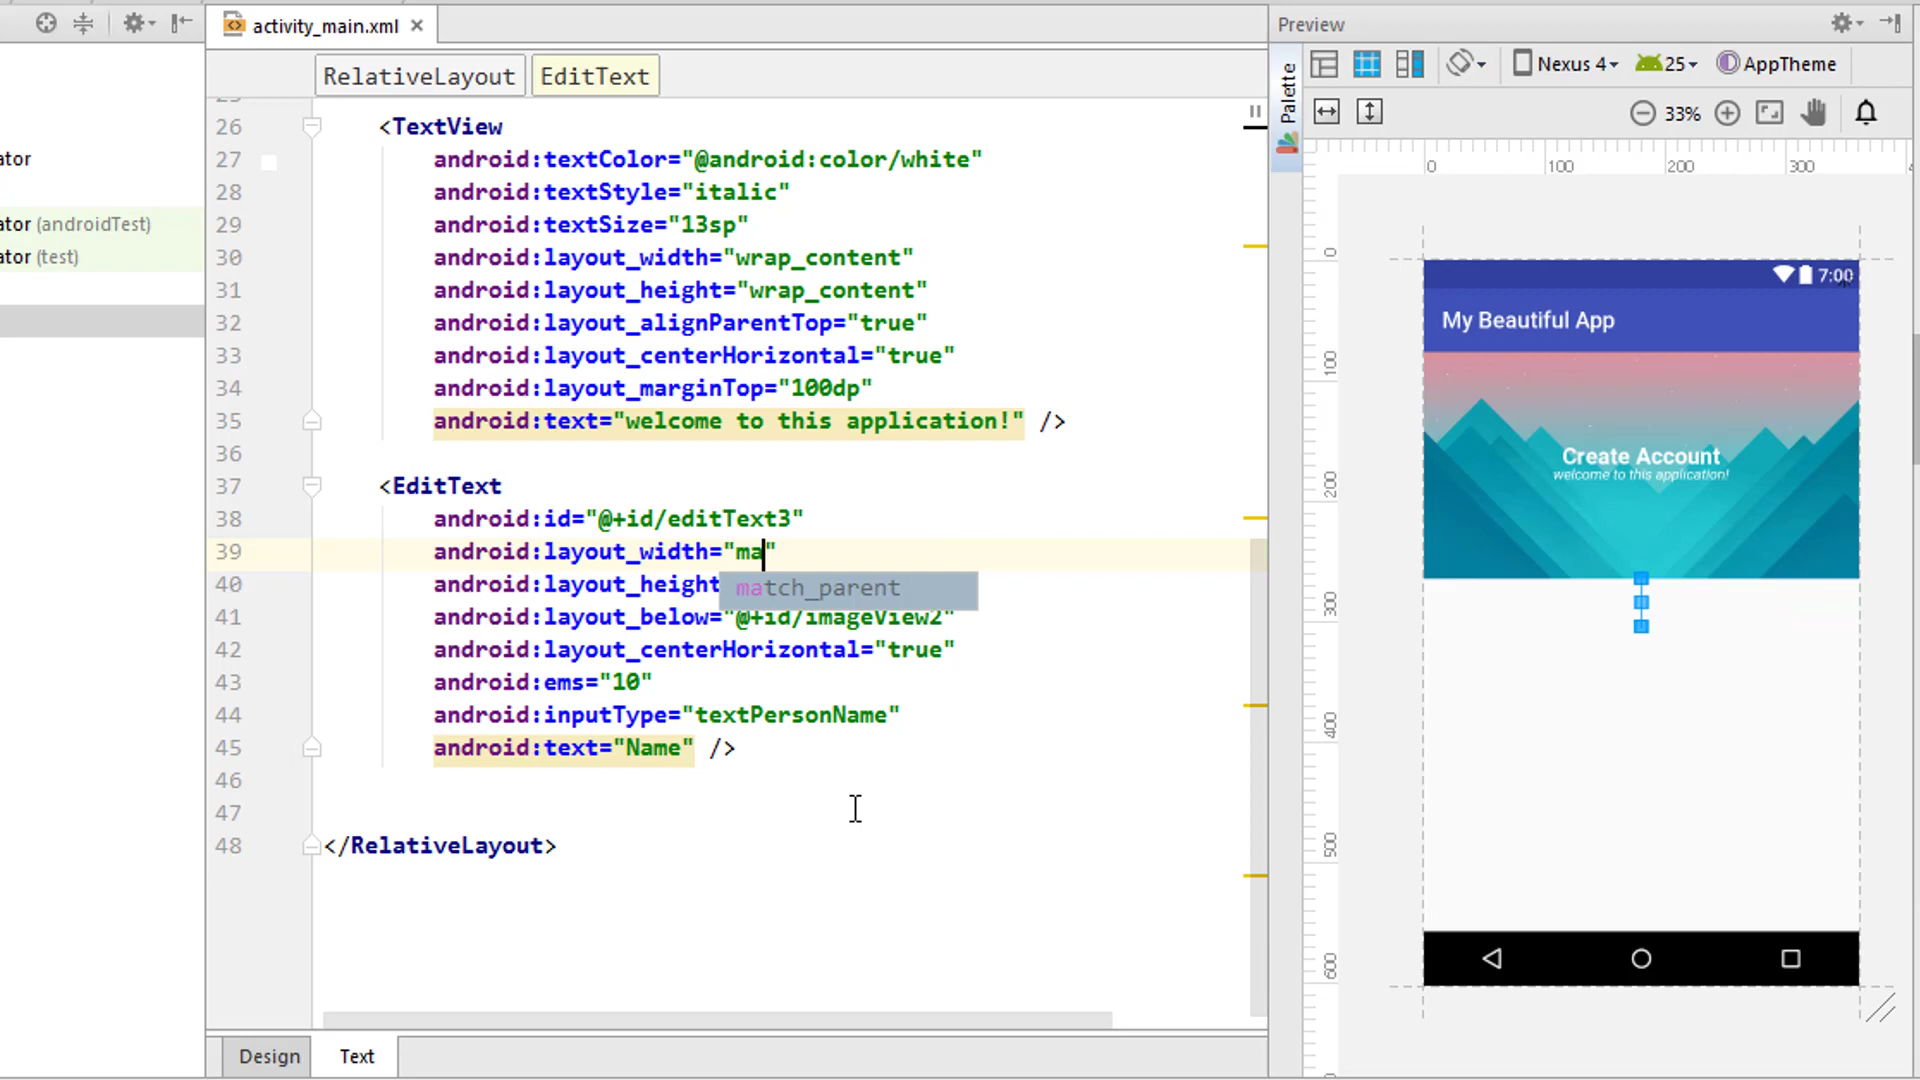 activity_main.xml
Preview
RelativeLayout
EditText
Palette
Nexus 4
25
AppTheme
33%
ator
ator (androidTest)
ator (test)
26 <TextView
27 android:textColor="@android:color/white"
28 android:textStyle="italic"
29 android:textSize="13sp"
30 android:layout_width="wrap_content"
31 android:layout_height="wrap_content"
32 android:layout_alignParentTop="true"
33 android:layout_centerHorizontal="true"
34 android:layout_marginTop="100dp"
35 android:text="welcome to this application!" />
36
37 <EditText
38 android:id="@+id/editText3"
39 android:layout_width="ma"
40 android:layout_height
match_parent
41 android:layout_below="@+id/imageView2"
42 android:layout_centerHorizontal="true"
43 android:ems="10"
44 android:inputType="textPersonName"
45 android:text="Name" />
46
47
48 </RelativeLayout>
Design
Text
0 100 200 300
0
100
200
300
400
500
600
7:00
My Beautiful App
Create Account
welcome to this application!